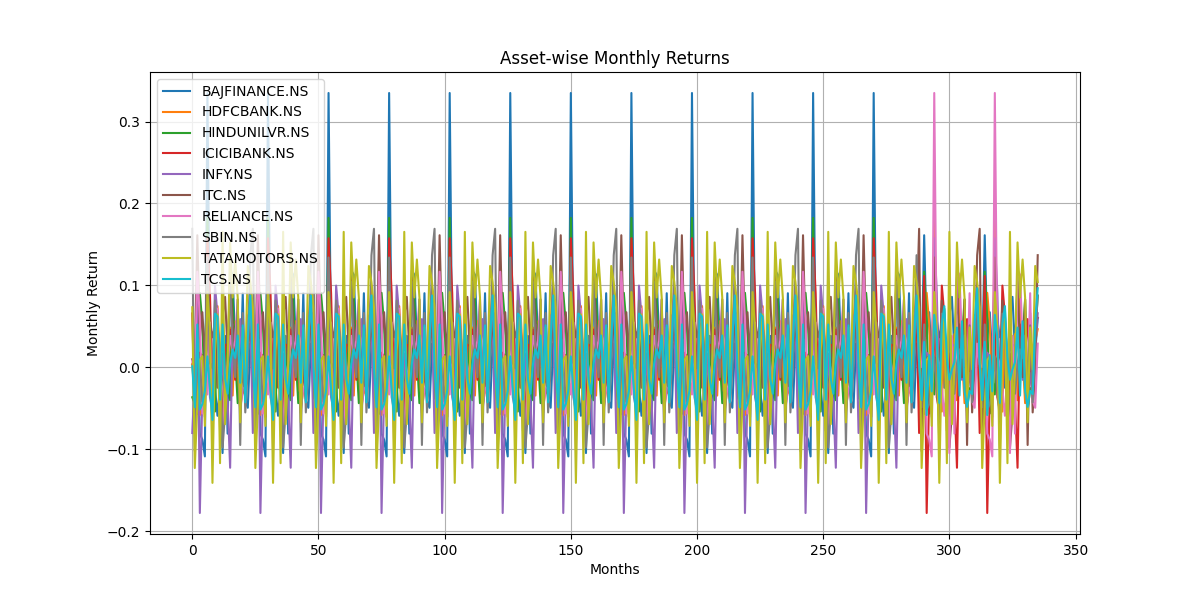 Asset-wise Monthly Returns
BAJFINANCE.NS
HDFCBANK.NS
HINDUNILVR.NS
ICICIBANK.NS
INFY.NS
ITC.NS
RELIANCE.NS
SBIN.NS
TATAMOTORS.NS
TCS.NS
Monthly Return
0.3
0.2
0.1
0.0
−0.1
−0.2
0 50 100 150 200 250 300 350
Months